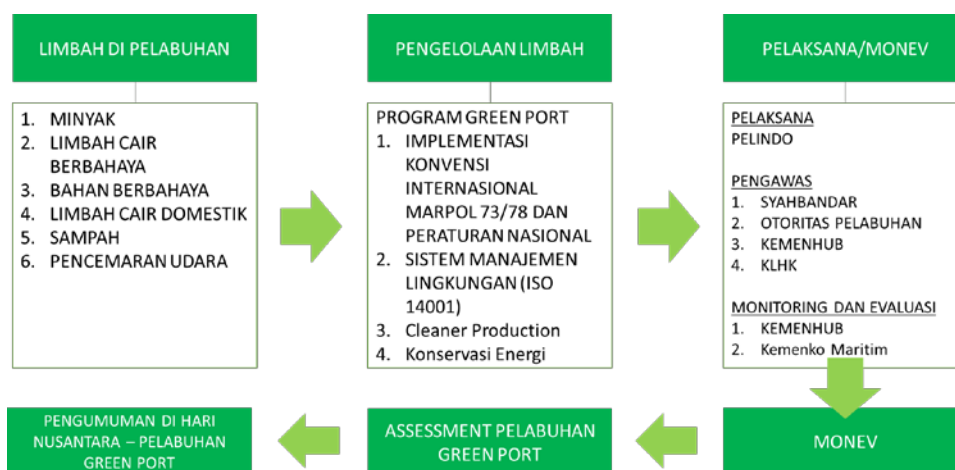 LIMBAH DI PELABUHAN
1. MINYAK
2. LIMBAH CAIR
BERBAHAYA
3. BAHAN BERBAHAYA
4. LIMBAH CAIR DOMESTIK
5. SAMPAH
6. PENCEMARAN UDARA
PENGELOLAAN LIMBAH
PROGRAM GREEN PORT
1. IMPLEMENTASI
KONVENSI
INTERNASIONAL
MARPOL 73/78 DAN
PERATURAN NASIONAL
2. SISTEM MANAJEMEN
LINGKUNGAN (ISO
14001)
3. Cleaner Production
4. Konservasi Energi
PELAKSANA/MONEV
PELAKSANA
PELINDO
PENGAWAS
1. SYAHBANDAR
2. OTORITAS PELABUHAN
3. KEMENHUB
4. KLHK
MONITORING DAN EVALUASI
1. KEMENHUB
2. Kemenko Maritim
MONEV
ASSESSMENT PELABUHAN
GREEN PORT
PENGUMUMAN DI HARI
NUSANTARA – PELABUHAN
GREEN PORT